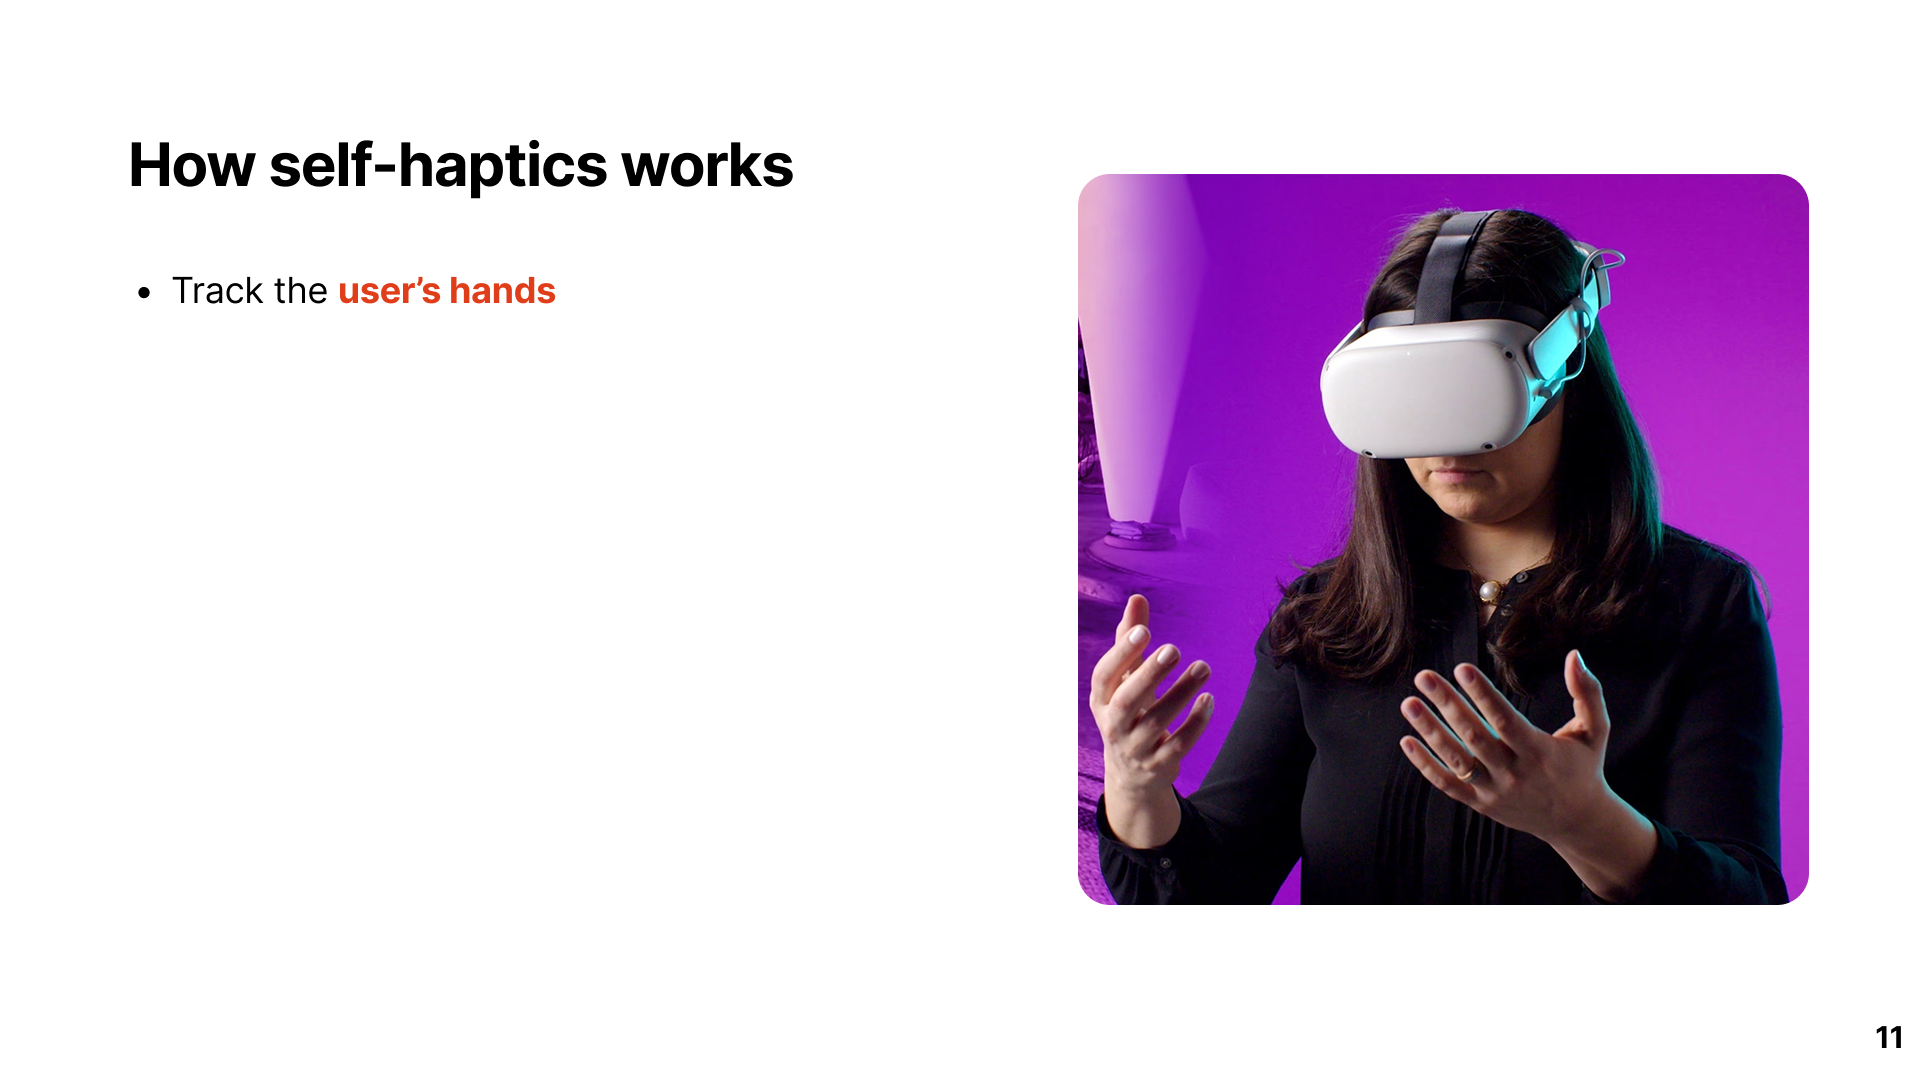 How self-haptics works
• Track the user’s hands
11